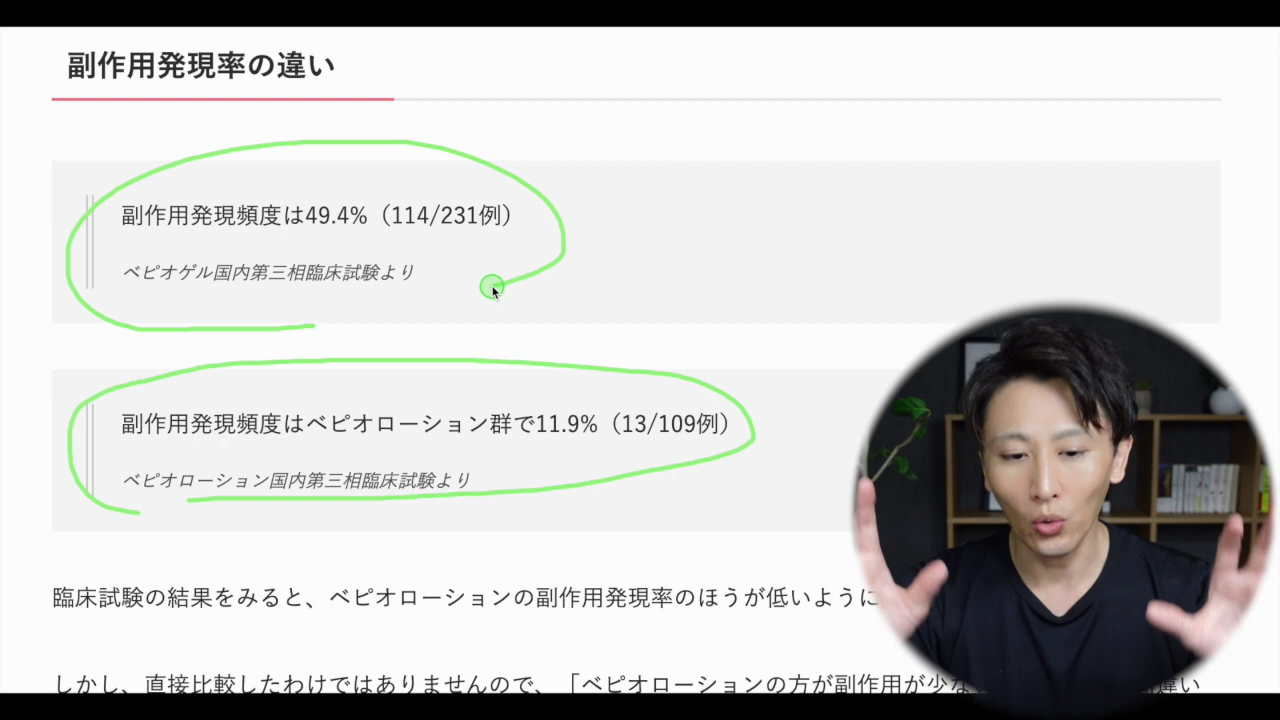 副作用発現率の違い
副作用発現頻度は49.4%（114/231例）
ベピオゲル国内第三相臨床試験より
副作用発現頻度はベピオローション群で11.9%（13/109例）
ベピオローション国内第三相臨床試験より
臨床試験の結果をみると、ベピオローションの副作用発現率のほうが低いように
しかし、直接比較したわけではありませんので、「ベピオローションの方が副作用が少な